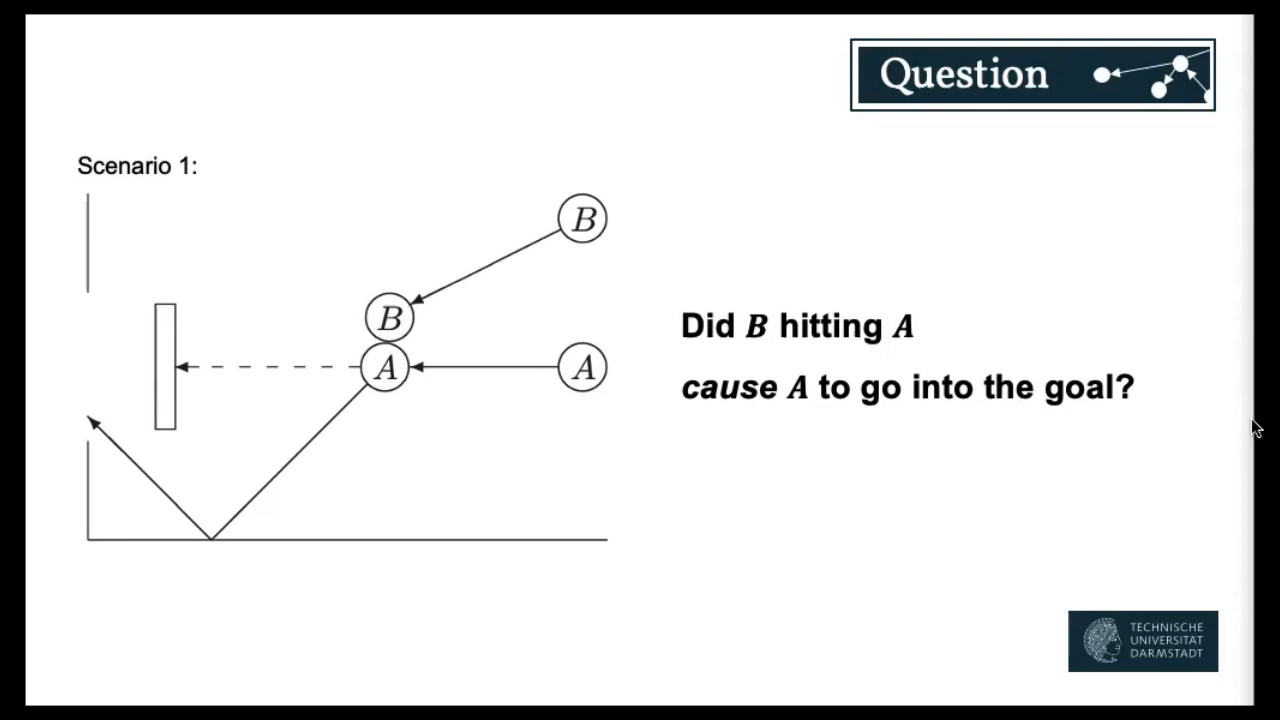 Question
Scenario 1:
B
B
A
A
Did B hitting A
cause A to go into the goal?
TECHNISCHE
UNIVERSITÄT
DARMSTADT